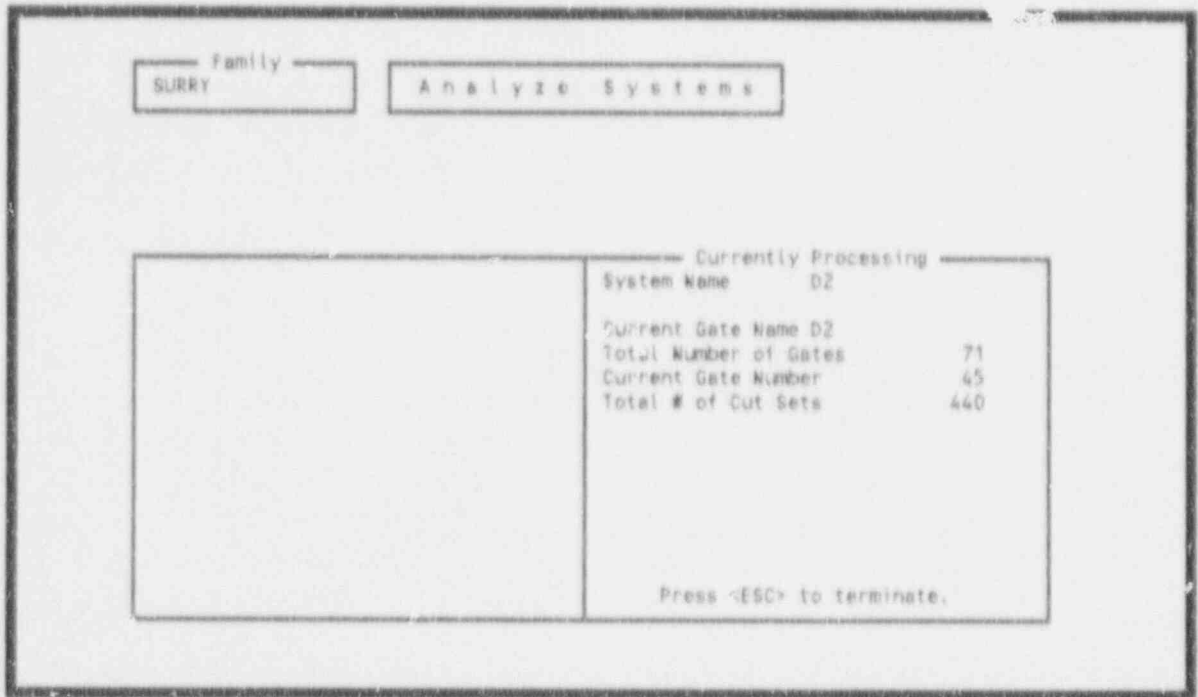 Family
SURRY
Analyze Systems
Currently Processing
System Name D2
Current Gate Name D2
Total Number of Gates 71
Current Gate Number 45
Total # of Cut Sets 440
Press <ESC> to terminate.